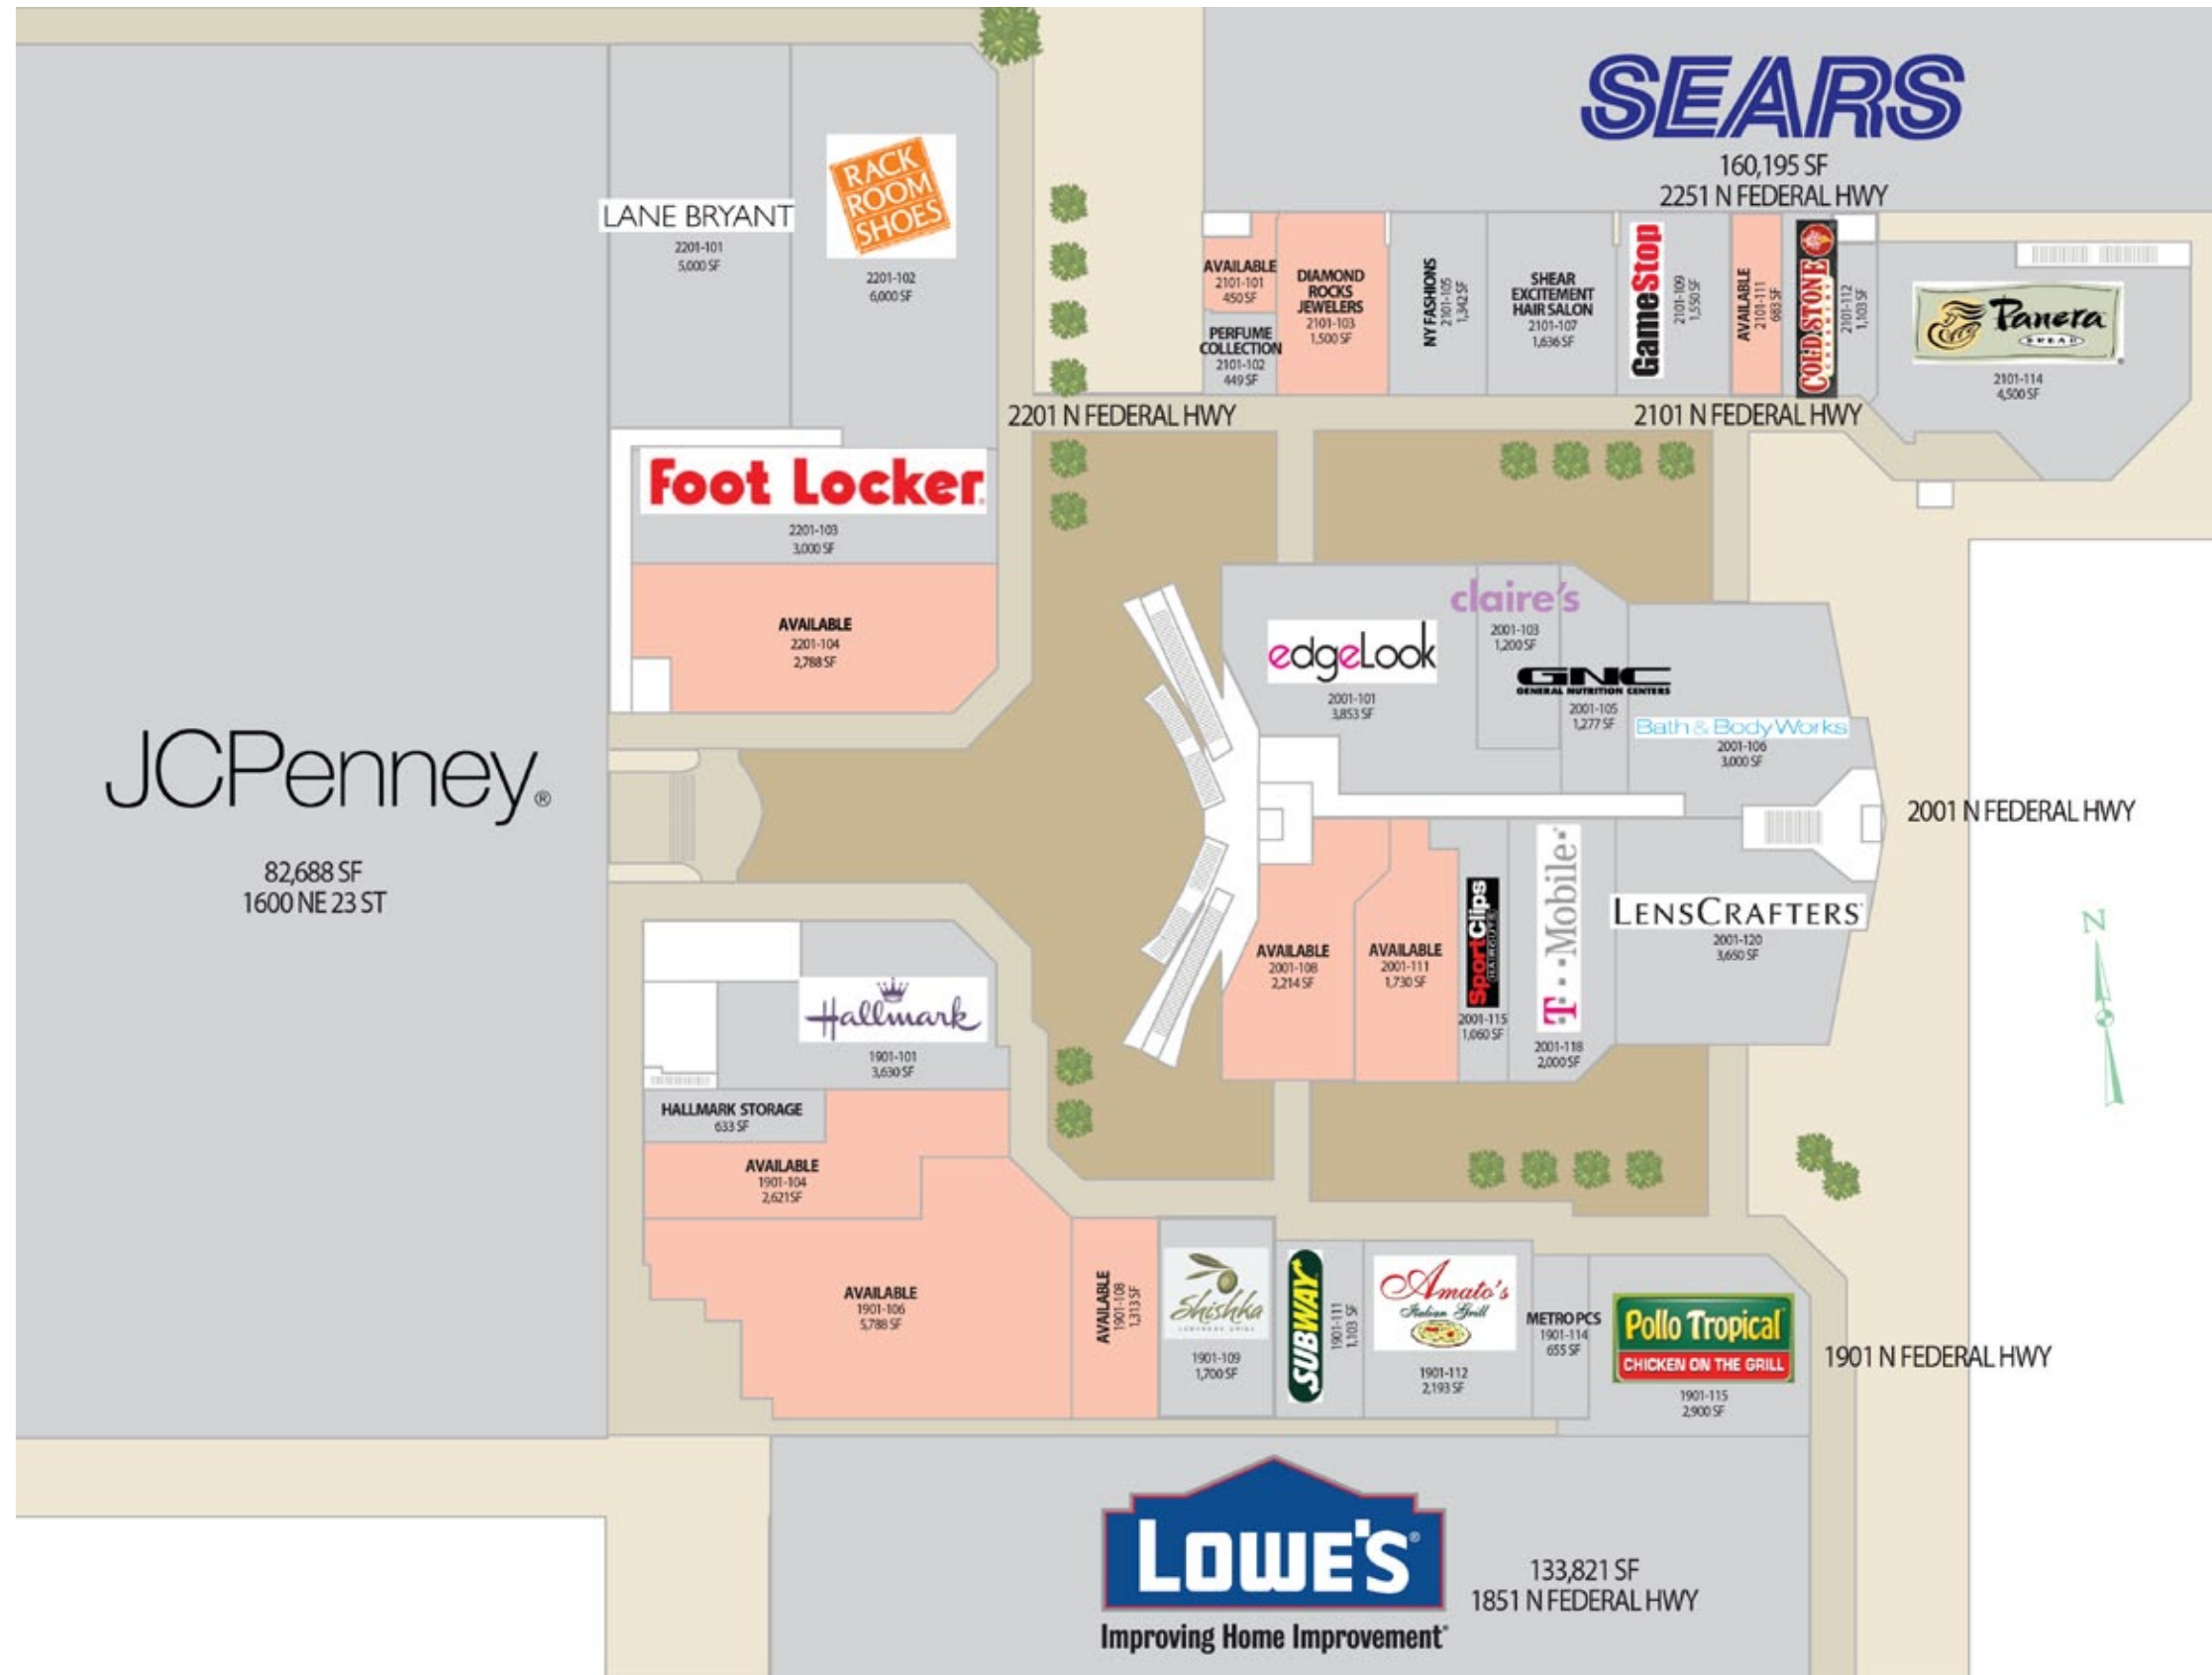 SEARS
160,195 SF
2251 N FEDERAL HWY
LANE BRYANT
2201-101
5,000 SF
RACK
ROOM
SHOES
2201-102
6,000 SF
AVAILABLE
2101-101
450 SF
PERFUME
COLLECTION
2101-102
449 SF
DIAMOND
ROCKS
JEWELERS
2101-103
1,500 SF
NY FASHIONS
2101-105
1,342 SF
SHEAR
EXCITEMENT
HAIR SALON
2101-107
1,636 SF
GameStop
2101-109
1,550 SF
AVAILABLE
2101-111
683 SF
COLD STONE
CREAMERY
2101-112
1,103 SF
Panera
BREAD
®
2101-114
4,500 SF
2201 N FEDERAL HWY
2101 N FEDERAL HWY
Foot Locker
2201-103
3,000 SF
AVAILABLE
2201-104
2,788 SF
edgeLook
2001-101
3,853 SF
claire's
2001-103
1,200 SF
GNC
GENERAL NUTRITION CENTERS
2001-105
1,277 SF
Bath & Body Works
2001-106
3,000 SF
2001 N FEDERAL HWY
JCPenney®
82,688 SF
1600 NE 23 ST
AVAILABLE
2001-108
2,214 SF
AVAILABLE
2001-111
1,730 SF
SportClips
HAIRCUTS
2001-115
1,060 SF
T-Mobile
2001-118
2,000 SF
LENSCRAFTERS
2001-120
3,650 SF
N
Hallmark
1901-101
3,630 SF
HALLMARK STORAGE
633 SF
AVAILABLE
1901-104
2,621SF
AVAILABLE
1901-106
5,788 SF
AVAILABLE
1901-108
1,313 SF
Shishka
LEBANESE GRILL
1901-109
1,700 SF
SUBWAY
1901-111
1,103 SF
Amato's
Italian Grill
1901-112
2,193 SF
METRO PCS
1901-114
655 SF
Pollo Tropical
CHICKEN ON THE GRILL
1901-115
2,900 SF
1901 N FEDERAL HWY
LOWE'S®
Improving Home Improvement®
133,821 SF
1851 N FEDERAL HWY